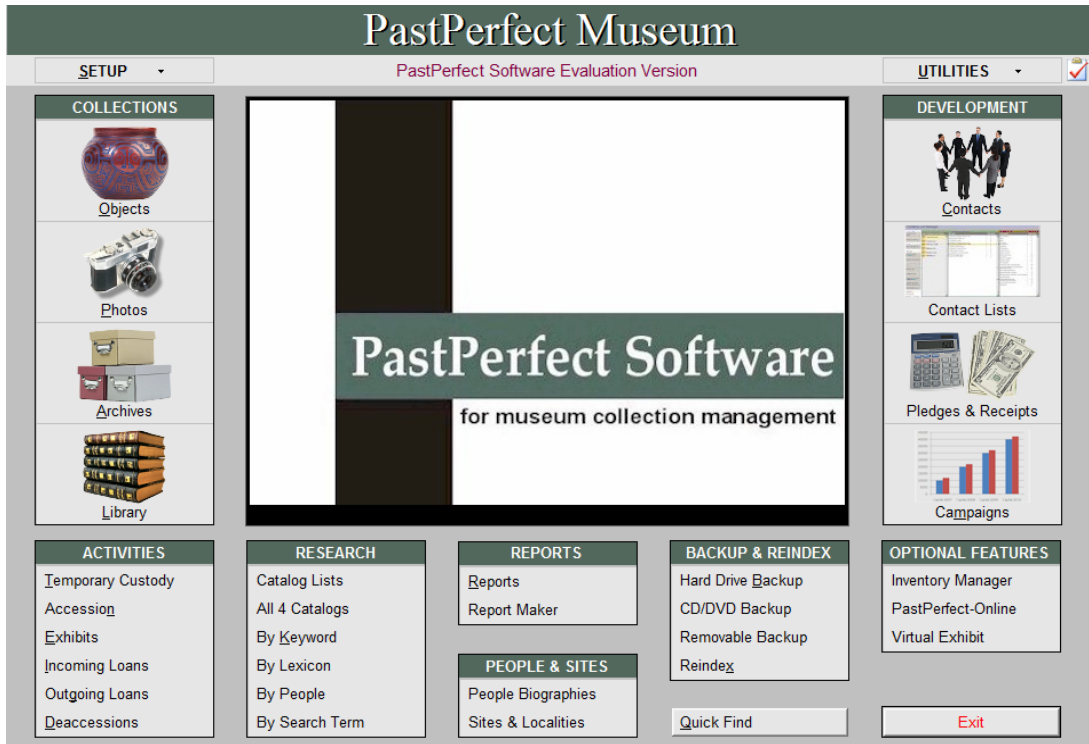 PastPerfect Museum
SETUP
PastPerfect Software Evaluation Version
UTILITIES
COLLECTIONS
Objects
Photos
Archives
Library
PastPerfect Software
for museum collection management
DEVELOPMENT
Contacts
Contact Lists
Pledges & Receipts
Campaigns
ACTIVITIES
Temporary Custody
Accession
Exhibits
Incoming Loans
Outgoing Loans
Deaccessions
RESEARCH
Catalog Lists
All 4 Catalogs
By Keyword
By Lexicon
By People
By Search Term
REPORTS
Reports
Report Maker
PEOPLE & SITES
People Biographies
Sites & Localities
BACKUP & REINDEX
Hard Drive Backup
CD/DVD Backup
Removable Backup
Reindex
Quick Find
OPTIONAL FEATURES
Inventory Manager
PastPerfect-Online
Virtual Exhibit
Exit